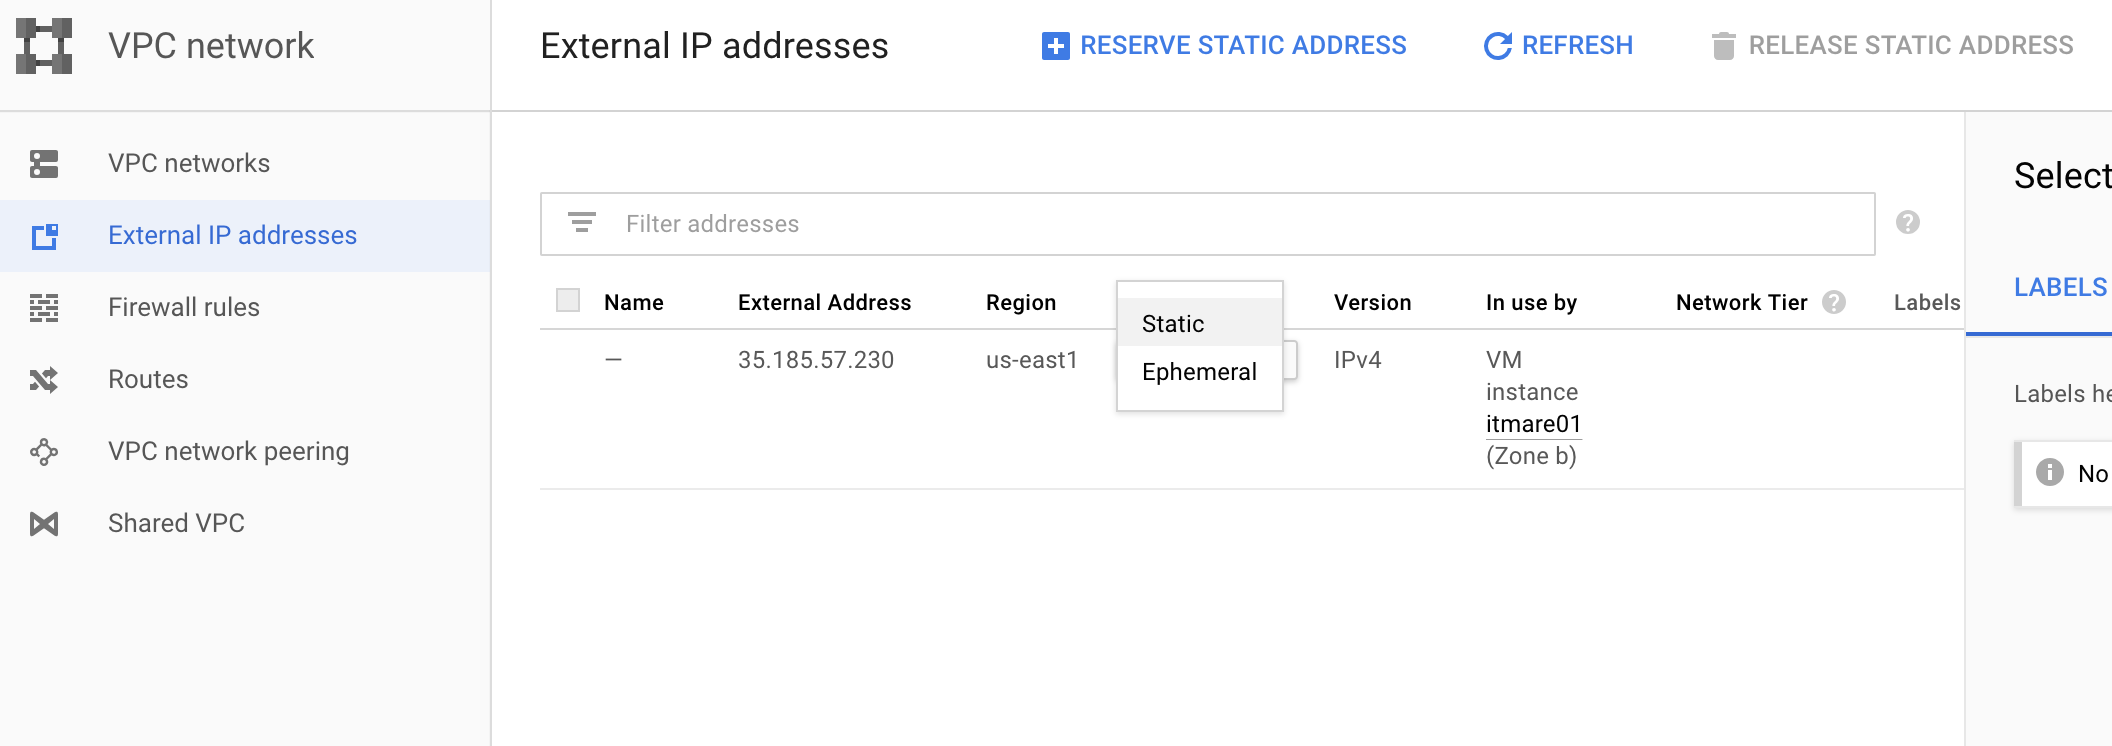 VPC network
External IP addresses
RESERVE STATIC ADDRESS
REFRESH
RELEASE STATIC ADDRESS
VPC networks
External IP addresses
Firewall rules
Routes
VPC network peering
Shared VPC
Filter addresses
Name
External Address
Region
Static
Ephemeral
Version
In use by
Network Tier
Labels
—
35.185.57.230
us-east1
IPv4
VM
instance
itmare01
(Zone b)
Select
LABELS
Labels he
No